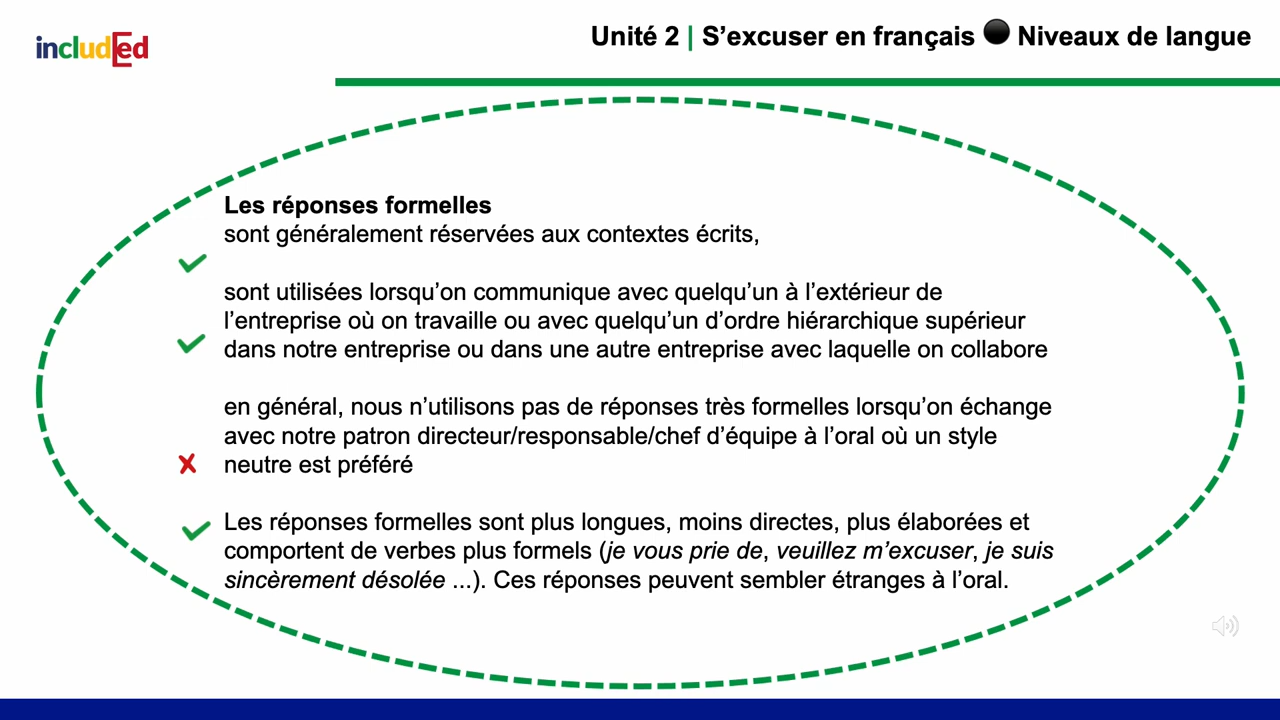 includEd
Unité 2 | S’excuser en français ⚫ Niveaux de langue
Les réponses formelles
sont généralement réservées aux contextes écrits,
sont utilisées lorsqu’on communique avec quelqu’un à l’extérieur de
l’entreprise où on travaille ou avec quelqu’un d’ordre hiérarchique supérieur
dans notre entreprise ou dans une autre entreprise avec laquelle on collabore
en général, nous n’utilisons pas de réponses très formelles lorsqu’on échange
avec notre patron directeur/responsable/chef d’équipe à l’oral où un style
neutre est préféré
Les réponses formelles sont plus longues, moins directes, plus élaborées et
comportent de verbes plus formels (je vous prie de, veuillez m’excuser, je suis
sincèrement désolée ...). Ces réponses peuvent sembler étranges à l’oral.